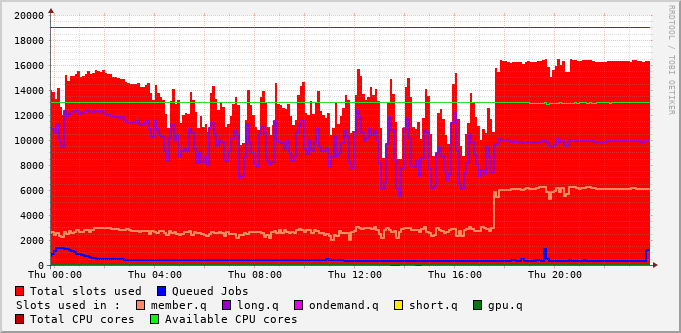 20000
18000
16000
14000
12000
10000
8000
6000
4000
2000
0
Thu 00:00 Thu 04:00 Thu 08:00 Thu 12:00 Thu 16:00 Thu 20:00
RRDTOOL / TOBI OETIKER
Total slots used Queued Jobs
Slots used in : member.q long.q ondemand.q short.q gpu.q
Total CPU cores Available CPU cores